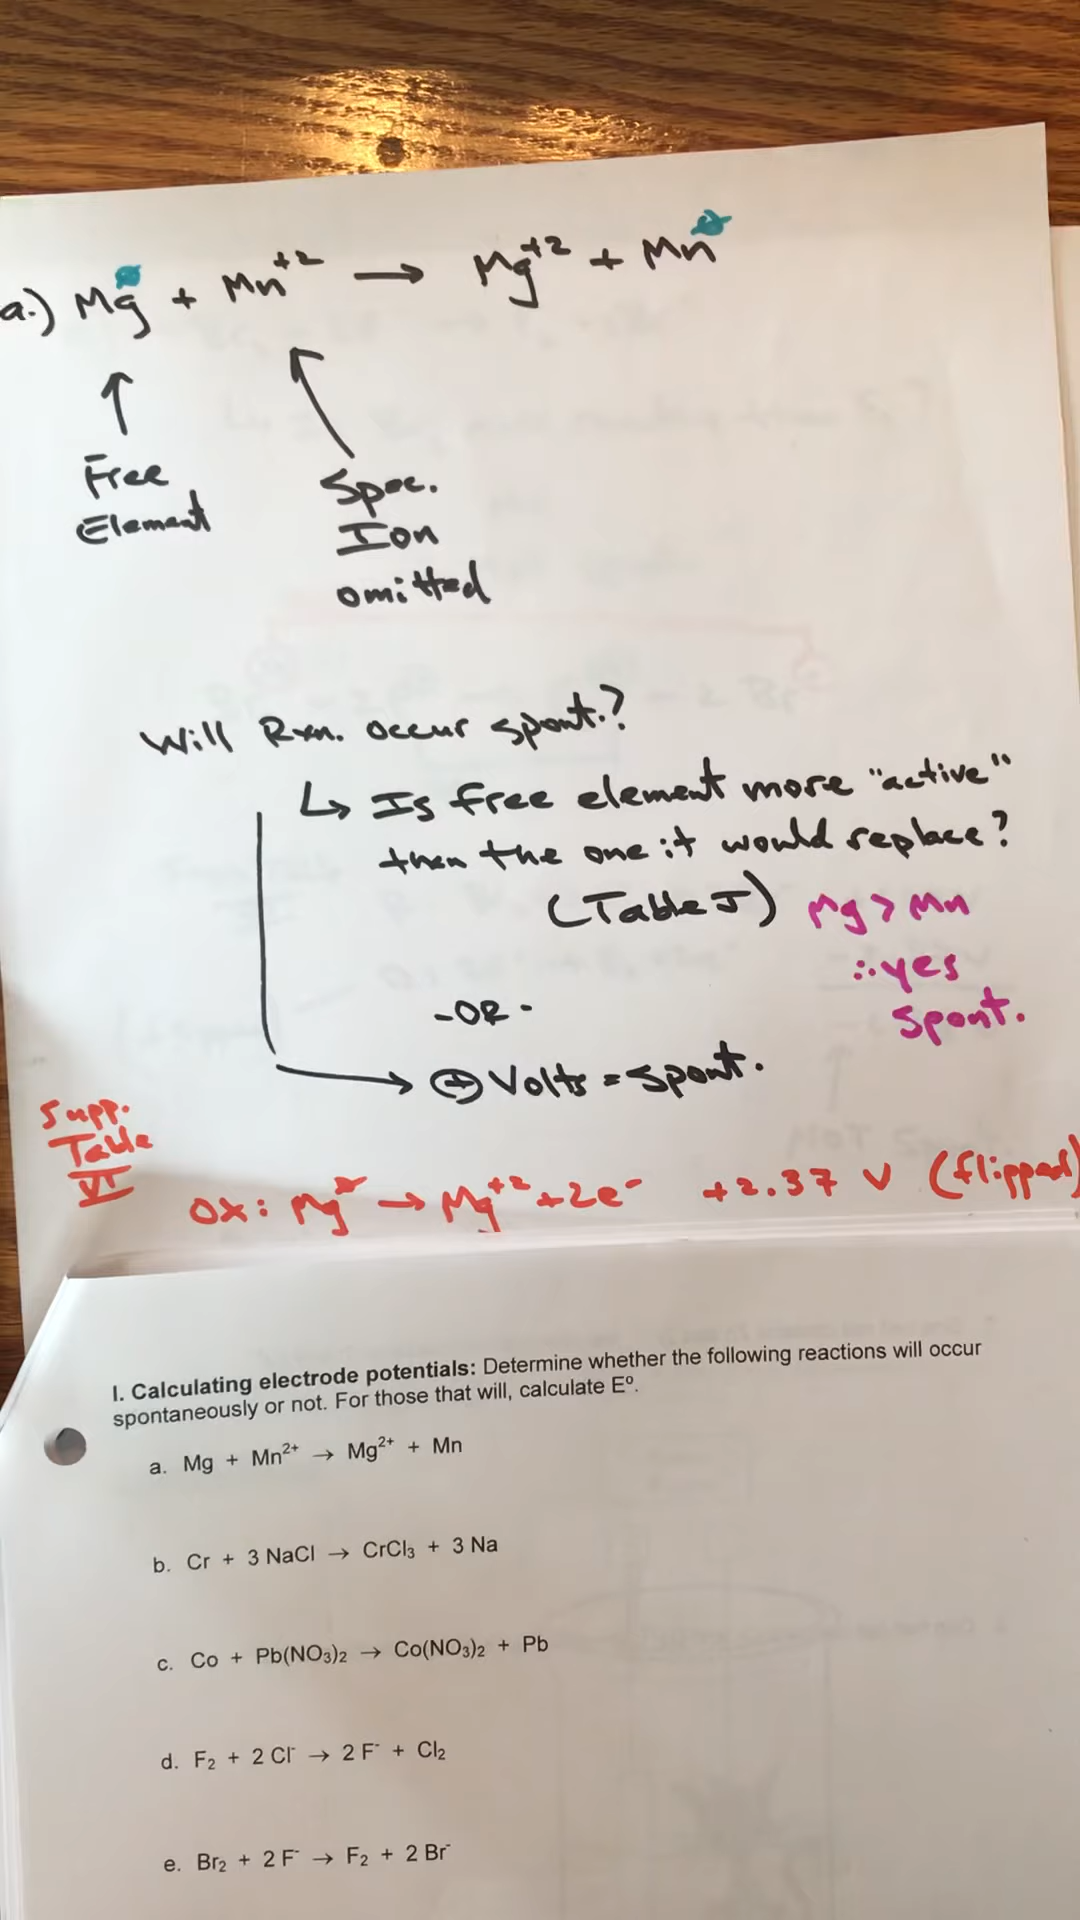 a.) Mg + Mn+2 → Mg+2 + Mn
↑
Free
Element
Spec.
Ion
omitted
Will Rxn. occur spont.?
↳ Is free element more "active"
then the one it would replace?
(Table J) Mg > Mn
∴ yes
spont.
-OR-
→ ⊕ Volts = spont.
Supp.
Table
VI
OX: Mg → Mg+2 + 2e- +2.37 V (flipped)
I. Calculating electrode potentials: Determine whether the following reactions will occur
spontaneously or not. For those that will, calculate Eº.
a. Mg + Mn²⁺ → Mg²⁺ + Mn
b. Cr + 3 NaCl → CrCl₃ + 3 Na
c. Co + Pb(NO₃)₂ → Co(NO₃)₂ + Pb
d. F₂ + 2 Cl⁻ → 2 F⁻ + Cl₂
e. Br₂ + 2 F⁻ → F₂ + 2 Br⁻